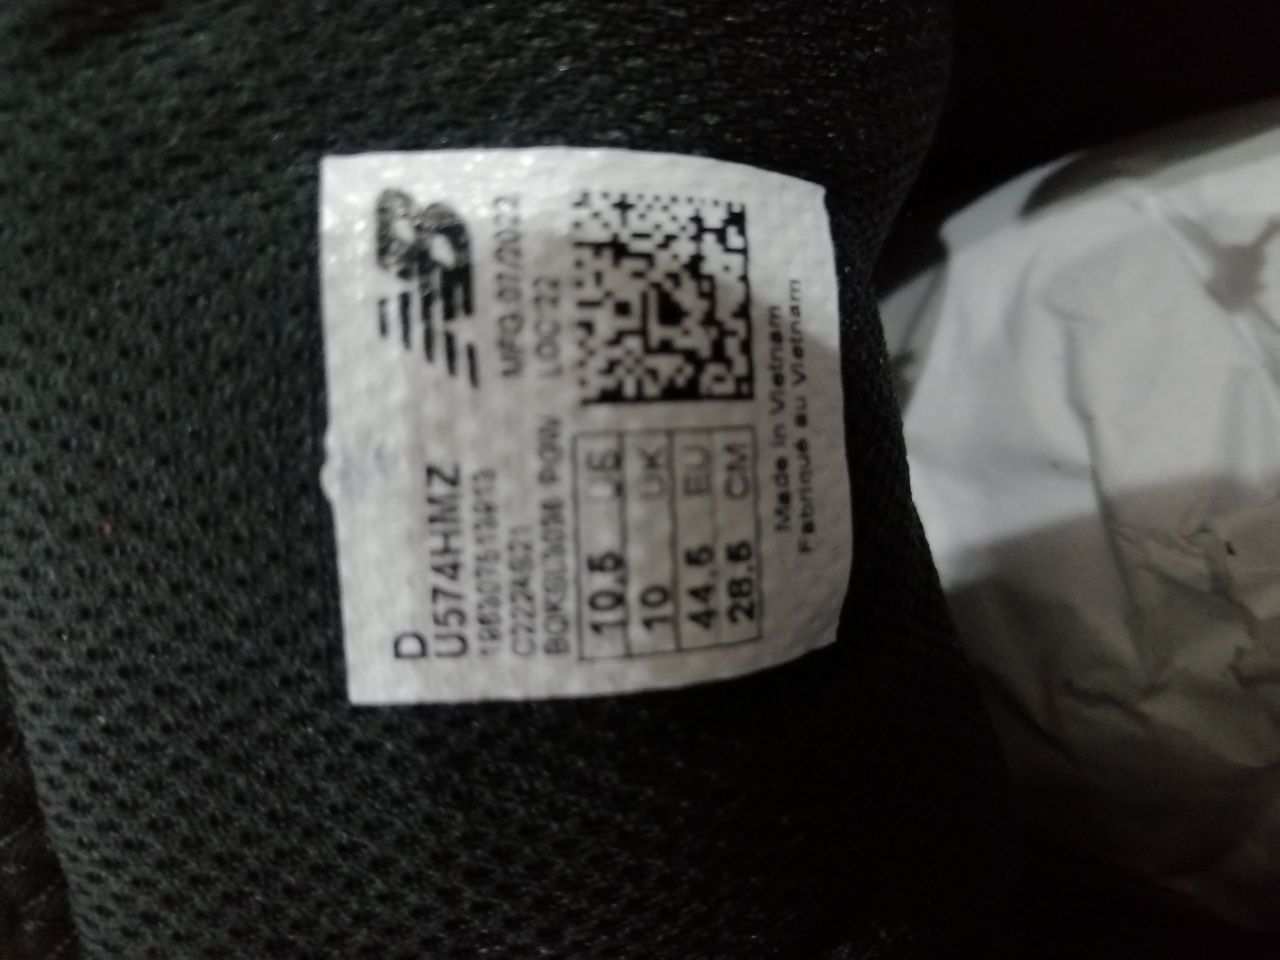 NB
MFG.07/2022
LOC'22
D
U574HMZ
C2224621
10.5 US
10 UK
44.5 EU
28.5 CM
Made in Vietnam
Fabriqué au Vietnam